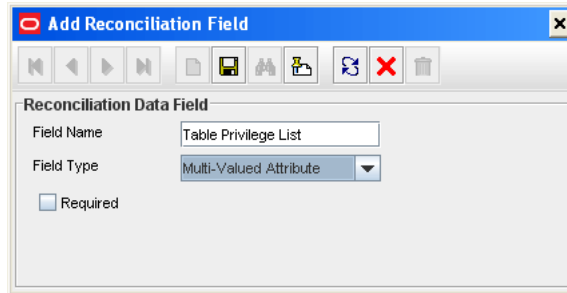 Add Reconciliation Field
Reconciliation Data Field
Field Name Table Privilege List
Field Type Multi-Valued Attribute
Required